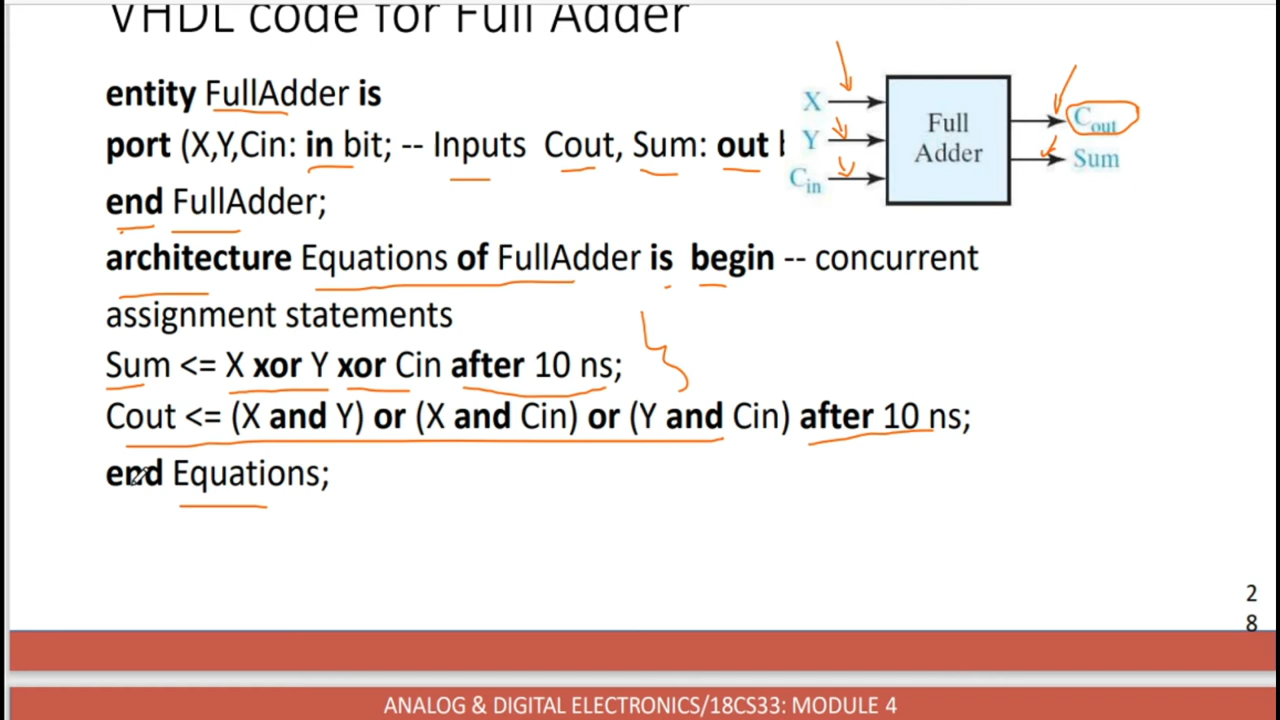 VHDL code for Full Adder
entity FullAdder is
port (X,Y,Cin: in bit; -- Inputs Cout, Sum: out
end FullAdder;
architecture Equations of FullAdder is begin -- concurrent
assignment statements
Sum <= X xor Y xor Cin after 10 ns;
Cout <= (X and Y) or (X and Cin) or (Y and Cin) after 10 ns;
end Equations;
X
Y
Cin
Full
Adder
Cout
Sum
2
8
ANALOG & DIGITAL ELECTRONICS/18CS33: MODULE 4